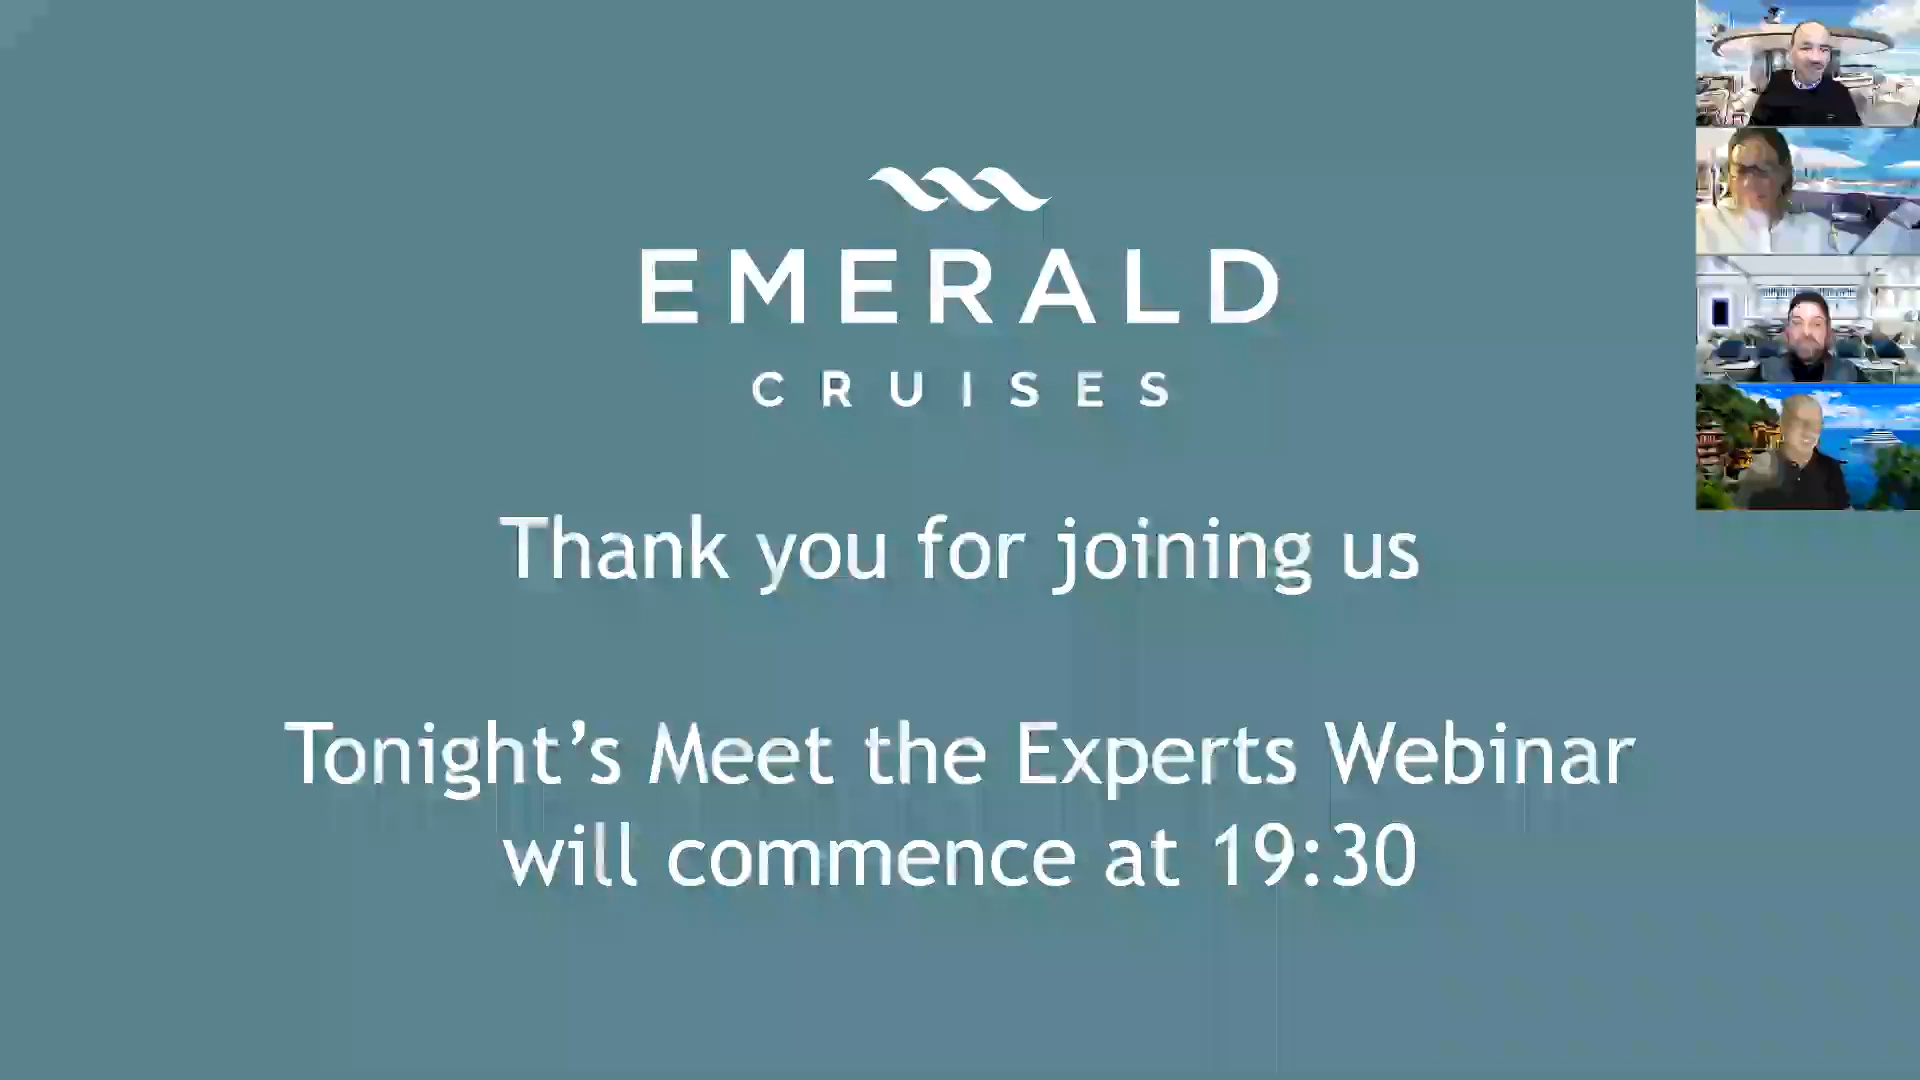 EMERALD
CRUISES
Thank you for joining us
Tonight’s Meet the Experts Webinar
will commence at 19:30